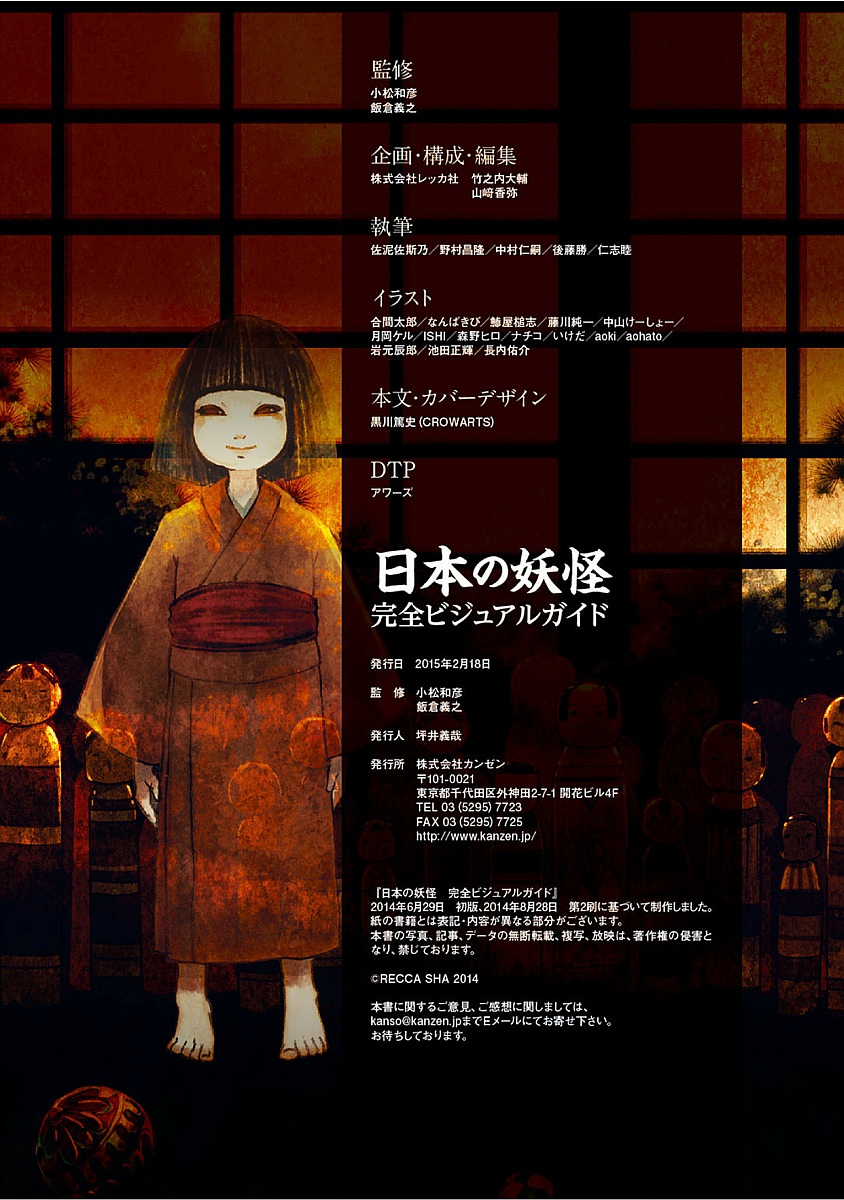 監修
小松和彦
飯倉義之
企画・構成・編集
株式会社レッカ社　竹之内大輔
山﨑香弥
執筆
佐泥佐斯乃／野村昌隆／中村仁嗣／後藤勝／仁志睦
イラスト
合間太郎／なんばきび／鯵屋槌志／藤川純一／中山けーしょー／
月岡ケル／ISHI／森野ヒロ／ナチコ／いけだ／aoki／aohato／
岩元辰郎／池田正輝／長内佑介
本文・カバーデザイン
黒川篤史（CROWARTS）
DTP
アワーズ
日本の妖怪
完全ビジュアルガイド
発行日　2015年2月18日
監　修　小松和彦
飯倉義之
発行人　坪井義哉
発行所　株式会社カンゼン
〒101-0021
東京都千代田区外神田2-7-1 開花ビル4F
TEL 03（5295）7723
FAX 03（5295）7725
http://www.kanzen.jp/
『日本の妖怪　完全ビジュアルガイド』
2014年6月29日　初版、2014年8月28日　第2刷に基づいて制作しました。
紙の書籍とは表記・内容が異なる部分がございます。
本書の写真、記事、データの無断転載、複写、放映は、著作権の侵害と
なり、禁じております。
©RECCA SHA 2014
本書に関するご意見、ご感想に関しましては、
kanso@kanzen.jpまでEメールにてお寄せ下さい。
お待ちしております。